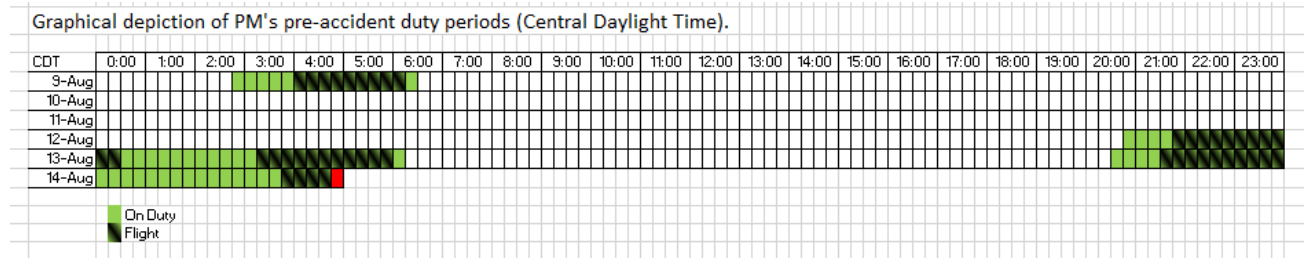 Graphical depiction of PM's pre-accident duty periods (Central Daylight Time).
CDT 0:00 1:00 2:00 3:00 4:00 5:00 6:00 7:00 8:00 9:00 10:00 11:00 12:00 13:00 14:00 15:00 16:00 17:00 18:00 19:00 20:00 21:00 22:00 23:00
9-Aug
10-Aug
11-Aug
12-Aug
13-Aug
14-Aug
On Duty
Flight